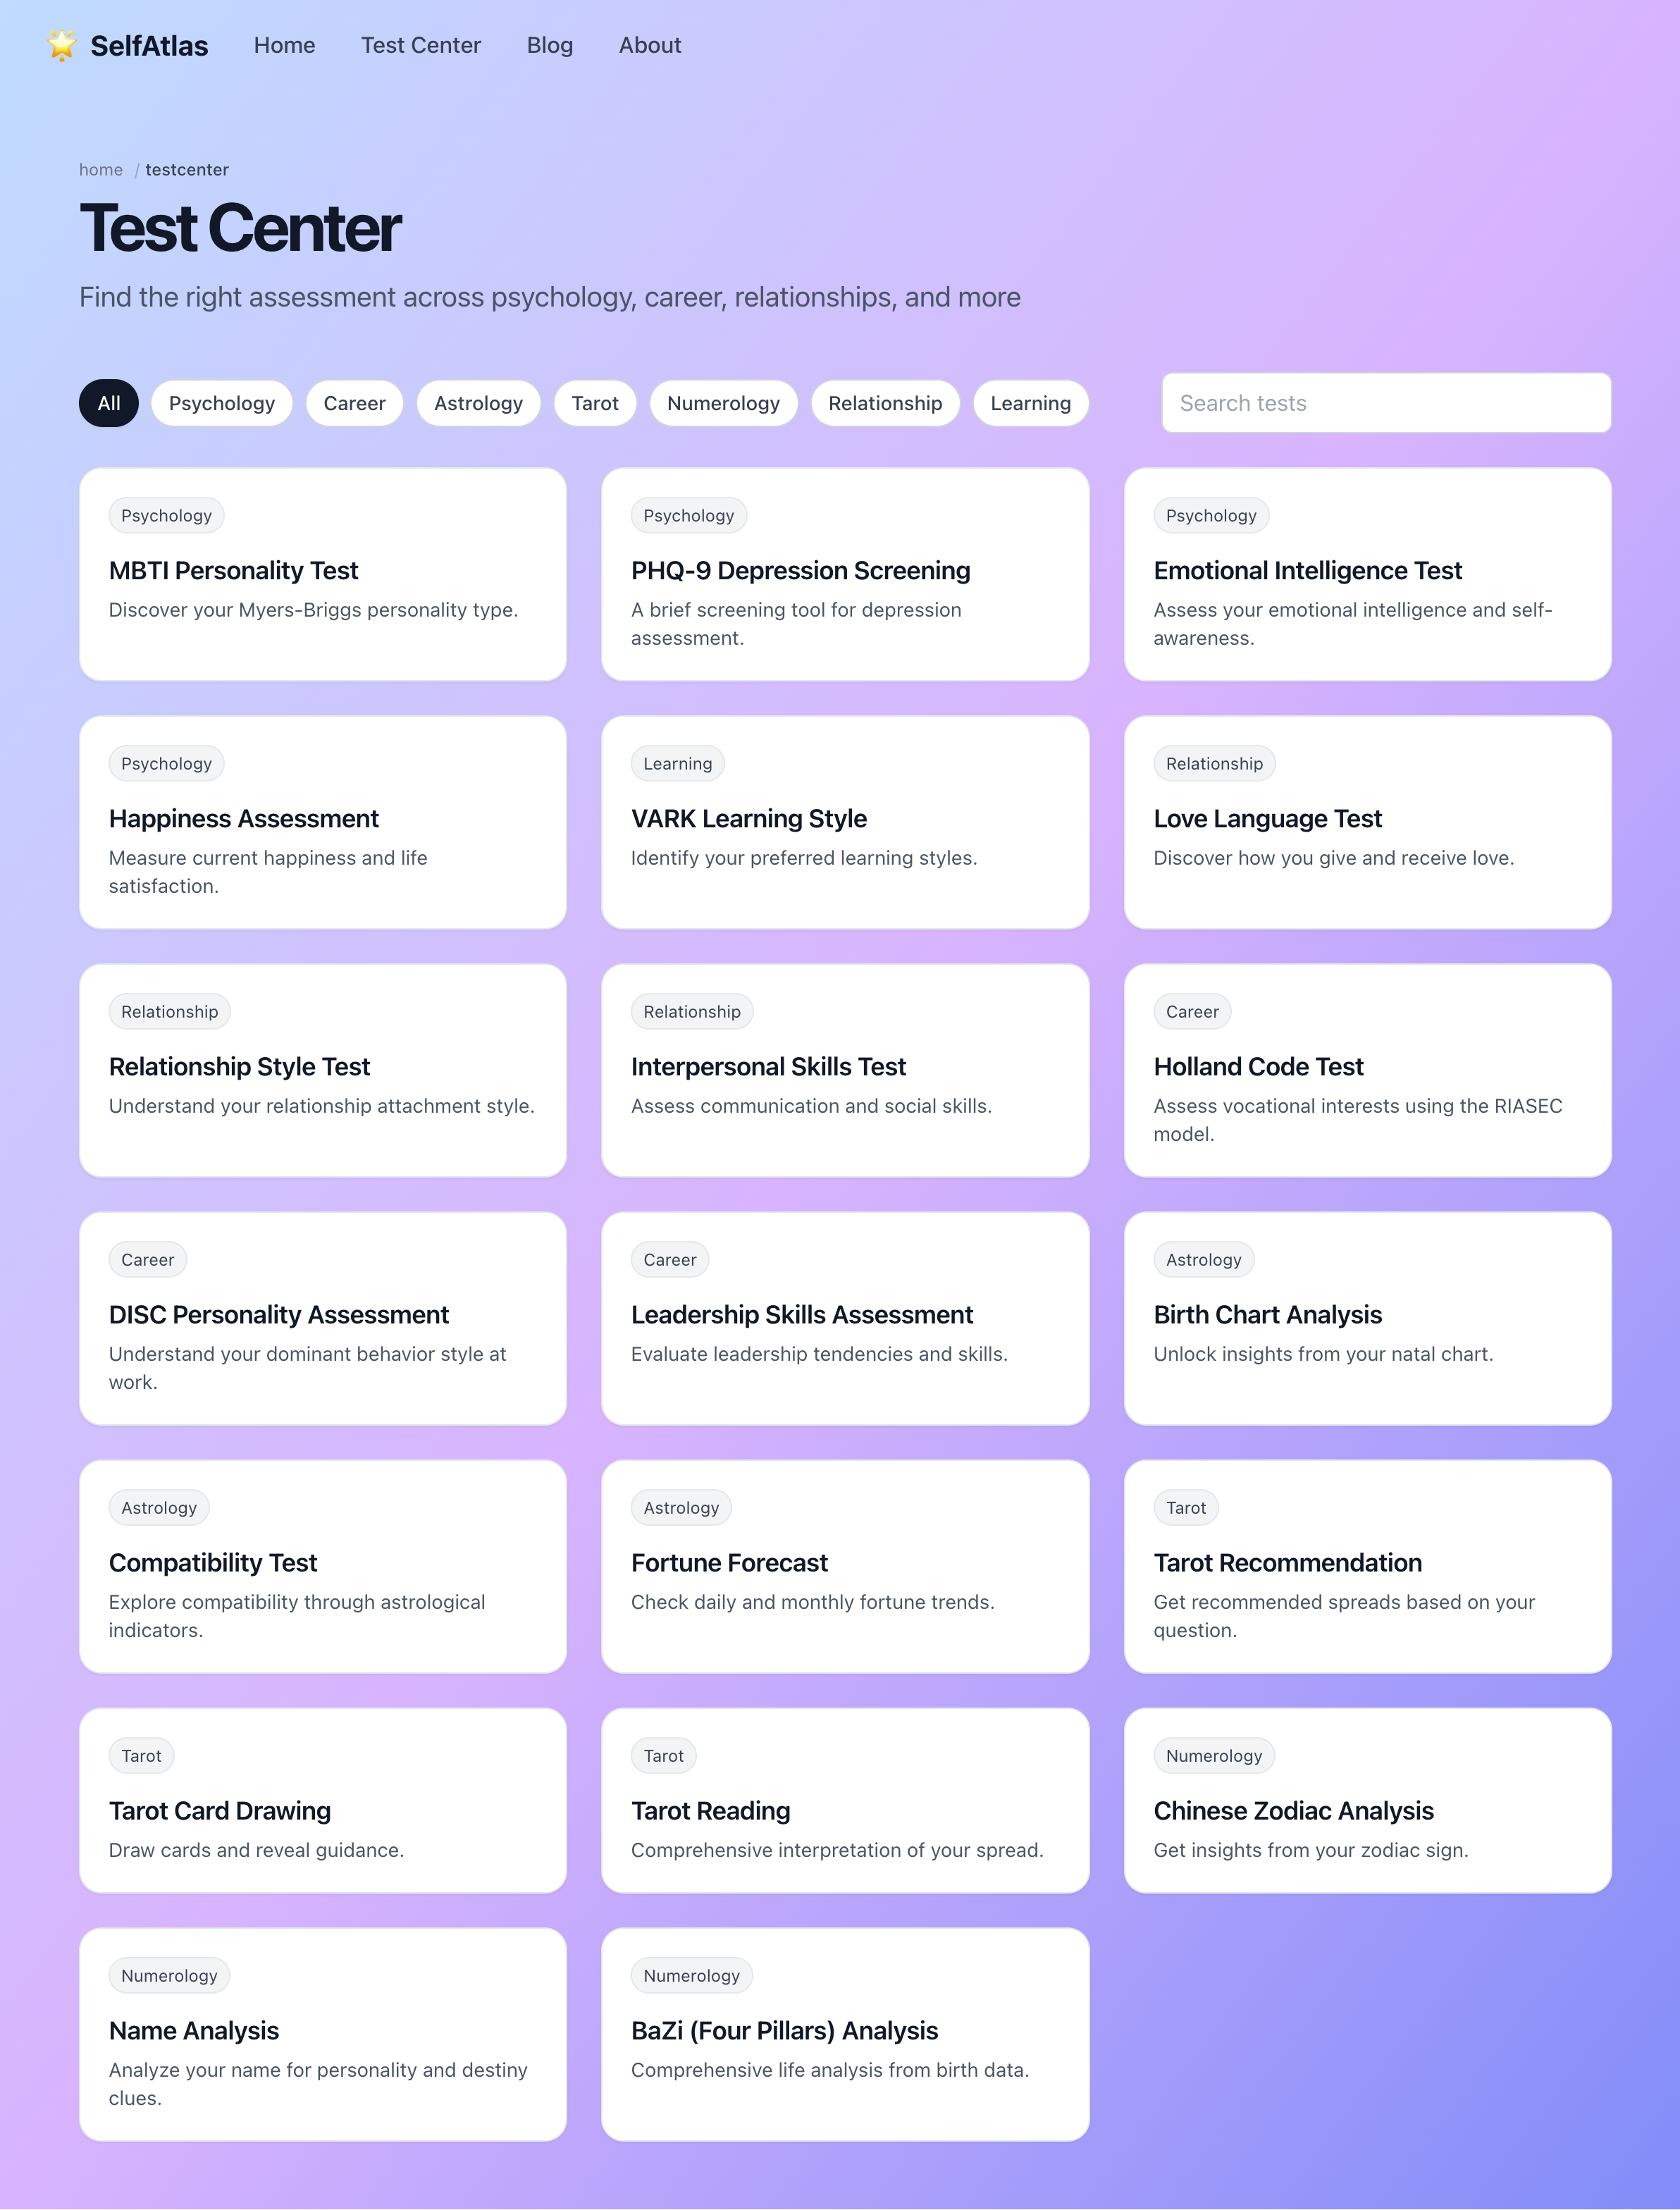 SelfAtlas Home Test Center Blog About
home / testcenter
Test Center
Find the right assessment across psychology, career, relationships, and more
All Psychology Career Astrology Tarot Numerology Relationship Learning Search tests
Psychology
MBTI Personality Test
Discover your Myers-Briggs personality type.
Psychology
PHQ-9 Depression Screening
A brief screening tool for depression
assessment.
Psychology
Emotional Intelligence Test
Assess your emotional intelligence and self-
awareness.
Psychology
Happiness Assessment
Measure current happiness and life
satisfaction.
Learning
VARK Learning Style
Identify your preferred learning styles.
Relationship
Love Language Test
Discover how you give and receive love.
Relationship
Relationship Style Test
Understand your relationship attachment style.
Relationship
Interpersonal Skills Test
Assess communication and social skills.
Career
Holland Code Test
Assess vocational interests using the RIASEC
model.
Career
DISC Personality Assessment
Understand your dominant behavior style at
work.
Career
Leadership Skills Assessment
Evaluate leadership tendencies and skills.
Astrology
Birth Chart Analysis
Unlock insights from your natal chart.
Astrology
Compatibility Test
Explore compatibility through astrological
indicators.
Astrology
Fortune Forecast
Check daily and monthly fortune trends.
Tarot
Tarot Recommendation
Get recommended spreads based on your
question.
Tarot
Tarot Card Drawing
Draw cards and reveal guidance.
Tarot
Tarot Reading
Comprehensive interpretation of your spread.
Numerology
Chinese Zodiac Analysis
Get insights from your zodiac sign.
Numerology
Name Analysis
Analyze your name for personality and destiny
clues.
Numerology
BaZi (Four Pillars) Analysis
Comprehensive life analysis from birth data.